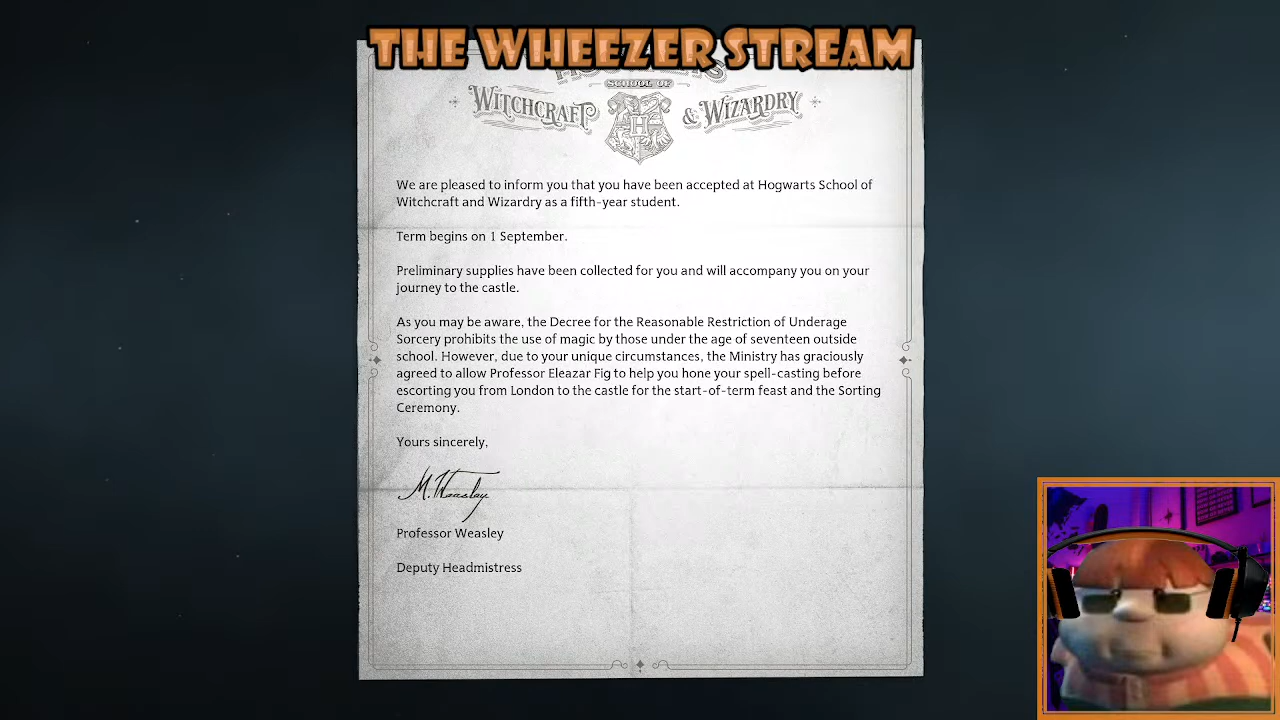 THE WHEEZER STREAM
SCHOOL OF
WITCHCRAFT & WIZARDRY
H
We are pleased to inform you that you have been accepted at Hogwarts School of
Witchcraft and Wizardry as a fifth-year student.
Term begins on 1 September.
Preliminary supplies have been collected for you and will accompany you on your
journey to the castle.
As you may be aware, the Decree for the Reasonable Restriction of Underage
Sorcery prohibits the use of magic by those under the age of seventeen outside
school. However, due to your unique circumstances, the Ministry has graciously
agreed to allow Professor Eleazar Fig to help you hone your spell-casting before
escorting you from London to the castle for the start-of-term feast and the Sorting
Ceremony.
Yours sincerely,
M. Weasley
Professor Weasley
Deputy Headmistress